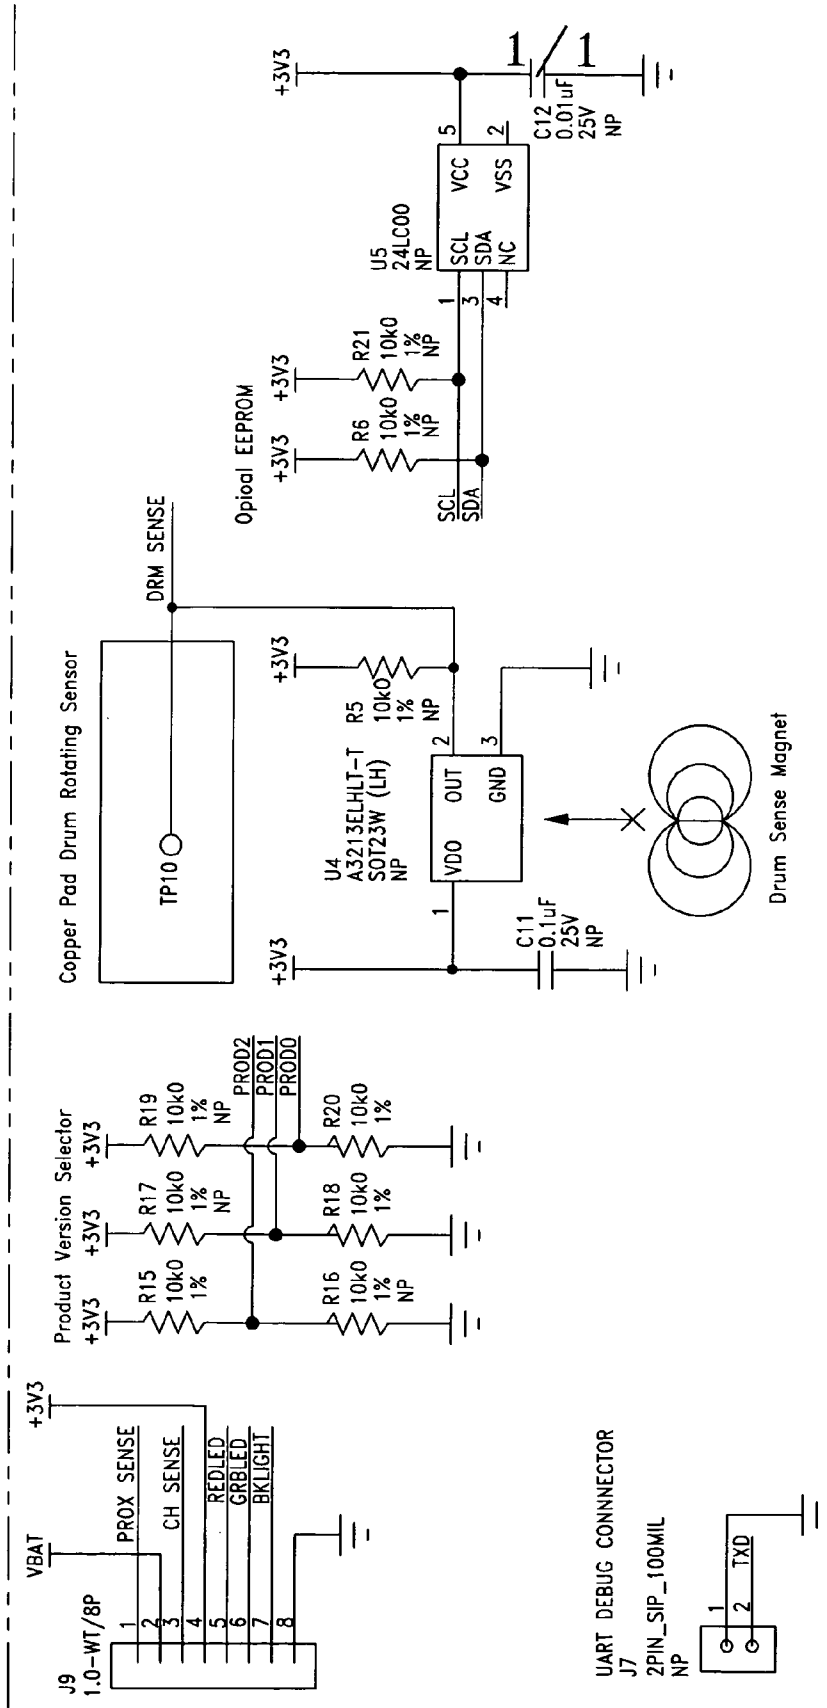 J9
1.0-WT/8P
VBAT
+3V3
1
2
3
4
5
6
7
8
PROX SENSE
CH SENSE
REDLED
GRBLED
BKLIGHT
UART DEBUG CONNNECTOR
J7
2PIN_SIP_100MIL
NP
1
2
TXD
Product Version Selector
+3V3
+3V3
+3V3
R15
10k0
1%
R17
10k0
1%
NP
R19
10k0
1%
NP
PROD2
PROD1
PROD0
R16
10k0
1%
NP
R18
10k0
1%
R20
10k0
1%
Copper Pad Drum Rotating Sensor
TP10
DRM SENSE
+3V3
+3V3
R5
10k0
1%
NP
U4
A3213ELHLT-T
SOT23W (LH)
NP
1
VDO
OUT
2
GND
3
C11
0.1uF
25V
NP
Drum Sense Magnet
Opioal EEPROM
+3V3
+3V3
R6
10k0
1%
NP
R21
10k0
1%
NP
SCL
SDA
U5
24LC00
NP
1
SCL
VCC
5
3
SDA
4
NC
VSS
2
+3V3
C12
0.01uF
25V
NP
1/1